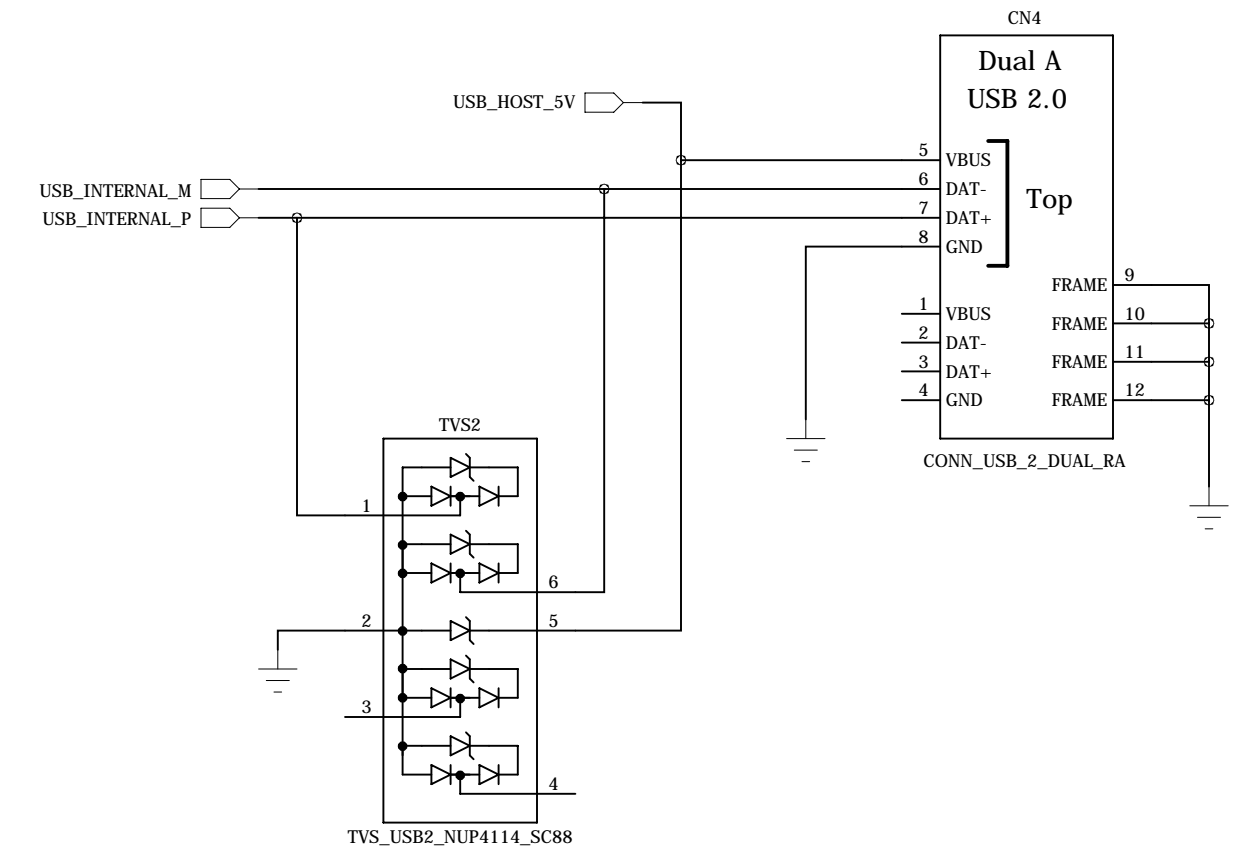 CN4
Dual A
USB 2.0
USB_HOST_5V
5 VBUS
USB_INTERNAL_M
6 DAT-
Top
USB_INTERNAL_P
7 DAT+
8 GND
FRAME 9
1 VBUS
FRAME 10
2 DAT-
FRAME 11
3 DAT+
FRAME 12
4 GND
TVS2
CONN_USB_2_DUAL_RA
1
6
2
5
3
4
TVS_USB2_NUP4114_SC88